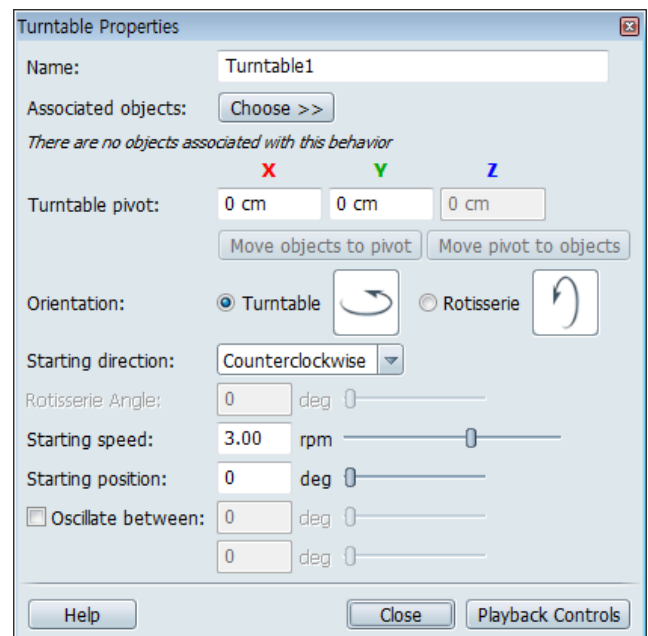 Turntable Properties
Name: Turntable1
Associated objects: Choose >>
There are no objects associated with this behavior
X Y Z
Turntable pivot: 0 cm 0 cm 0 cm
Move objects to pivot Move pivot to objects
Orientation: Turntable Rotisserie
Starting direction: Counterclockwise
Rotisserie Angle: 0 deg
Starting speed: 3.00 rpm
Starting position: 0 deg
Oscillate between: 0 deg
0 deg
Help Close Playback Controls